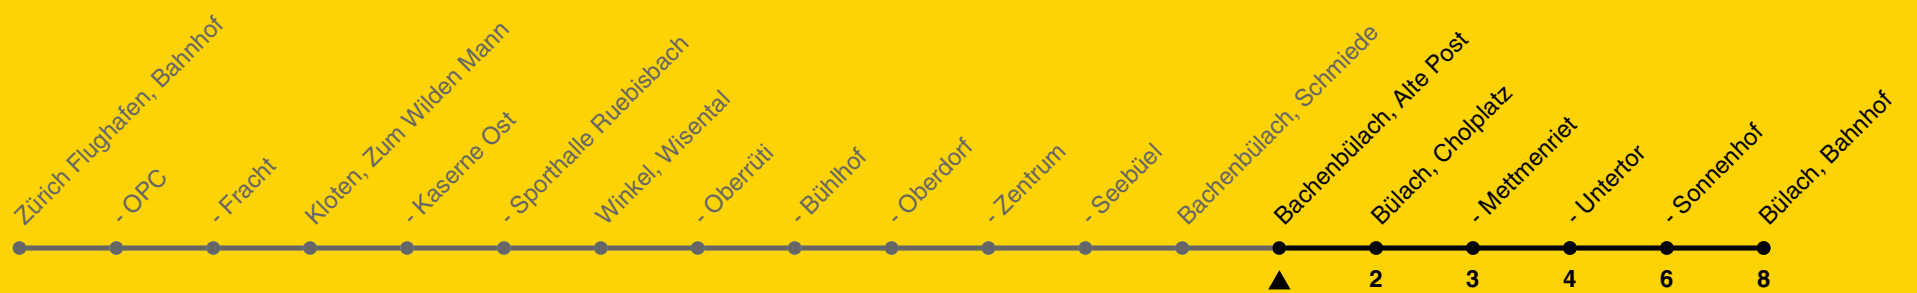 Zürich Flughafen, Bahnhof
- OPC
- Fracht
Kloten, Zum Wilden Mann
- Kaserne Ost
- Sporthalle Ruebisbach
Winkel, Wisental
- Oberrüti
- Bühlhof
- Oberdorf
- Zentrum
- Seebüel
Bachenbülach, Schmiede
Bachenbülach, Alte Post
Bülach, Cholplatz
- Mettmenriet
- Untertor
- Sonnenhof
Bülach, Bahnhof
2 3 4 6 8